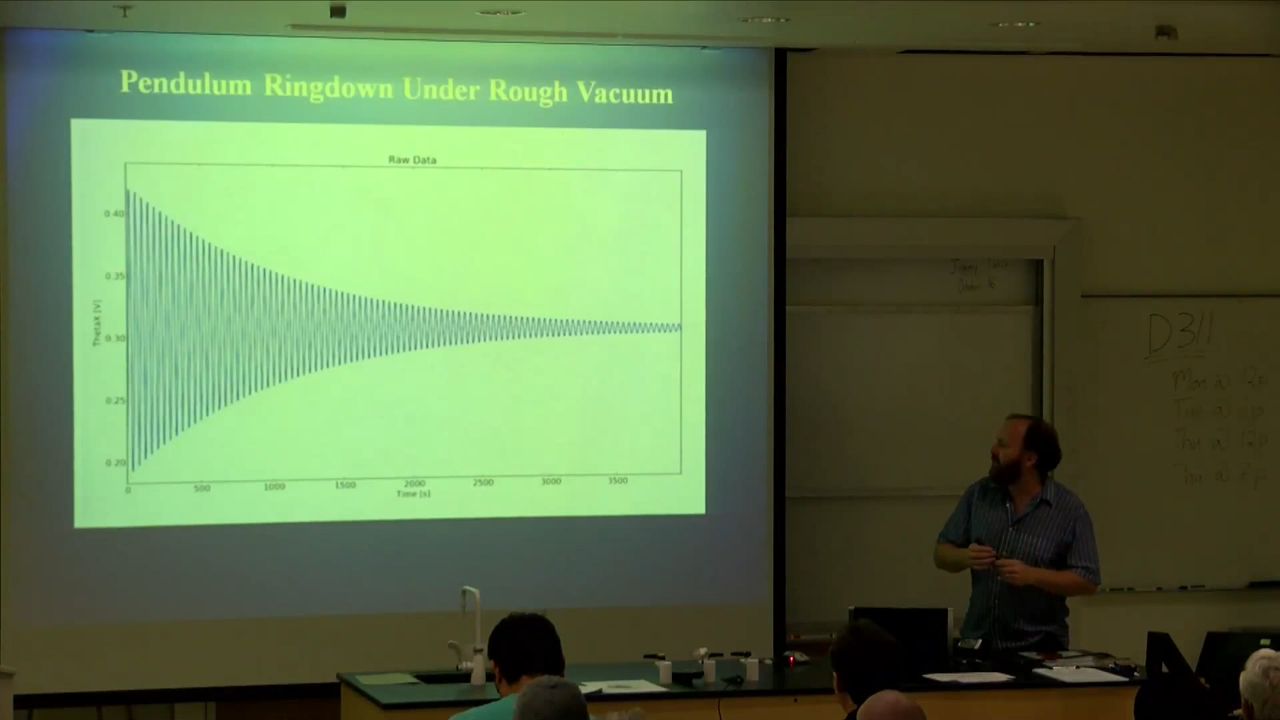 Pendulum Ringdown Under Rough Vacuum
Raw Data
0.40
0.35
0.30
0.25
0.20
ThetaX [V]
0 500 1000 1500 2000 2500 3000 3500
Time [s]
D311